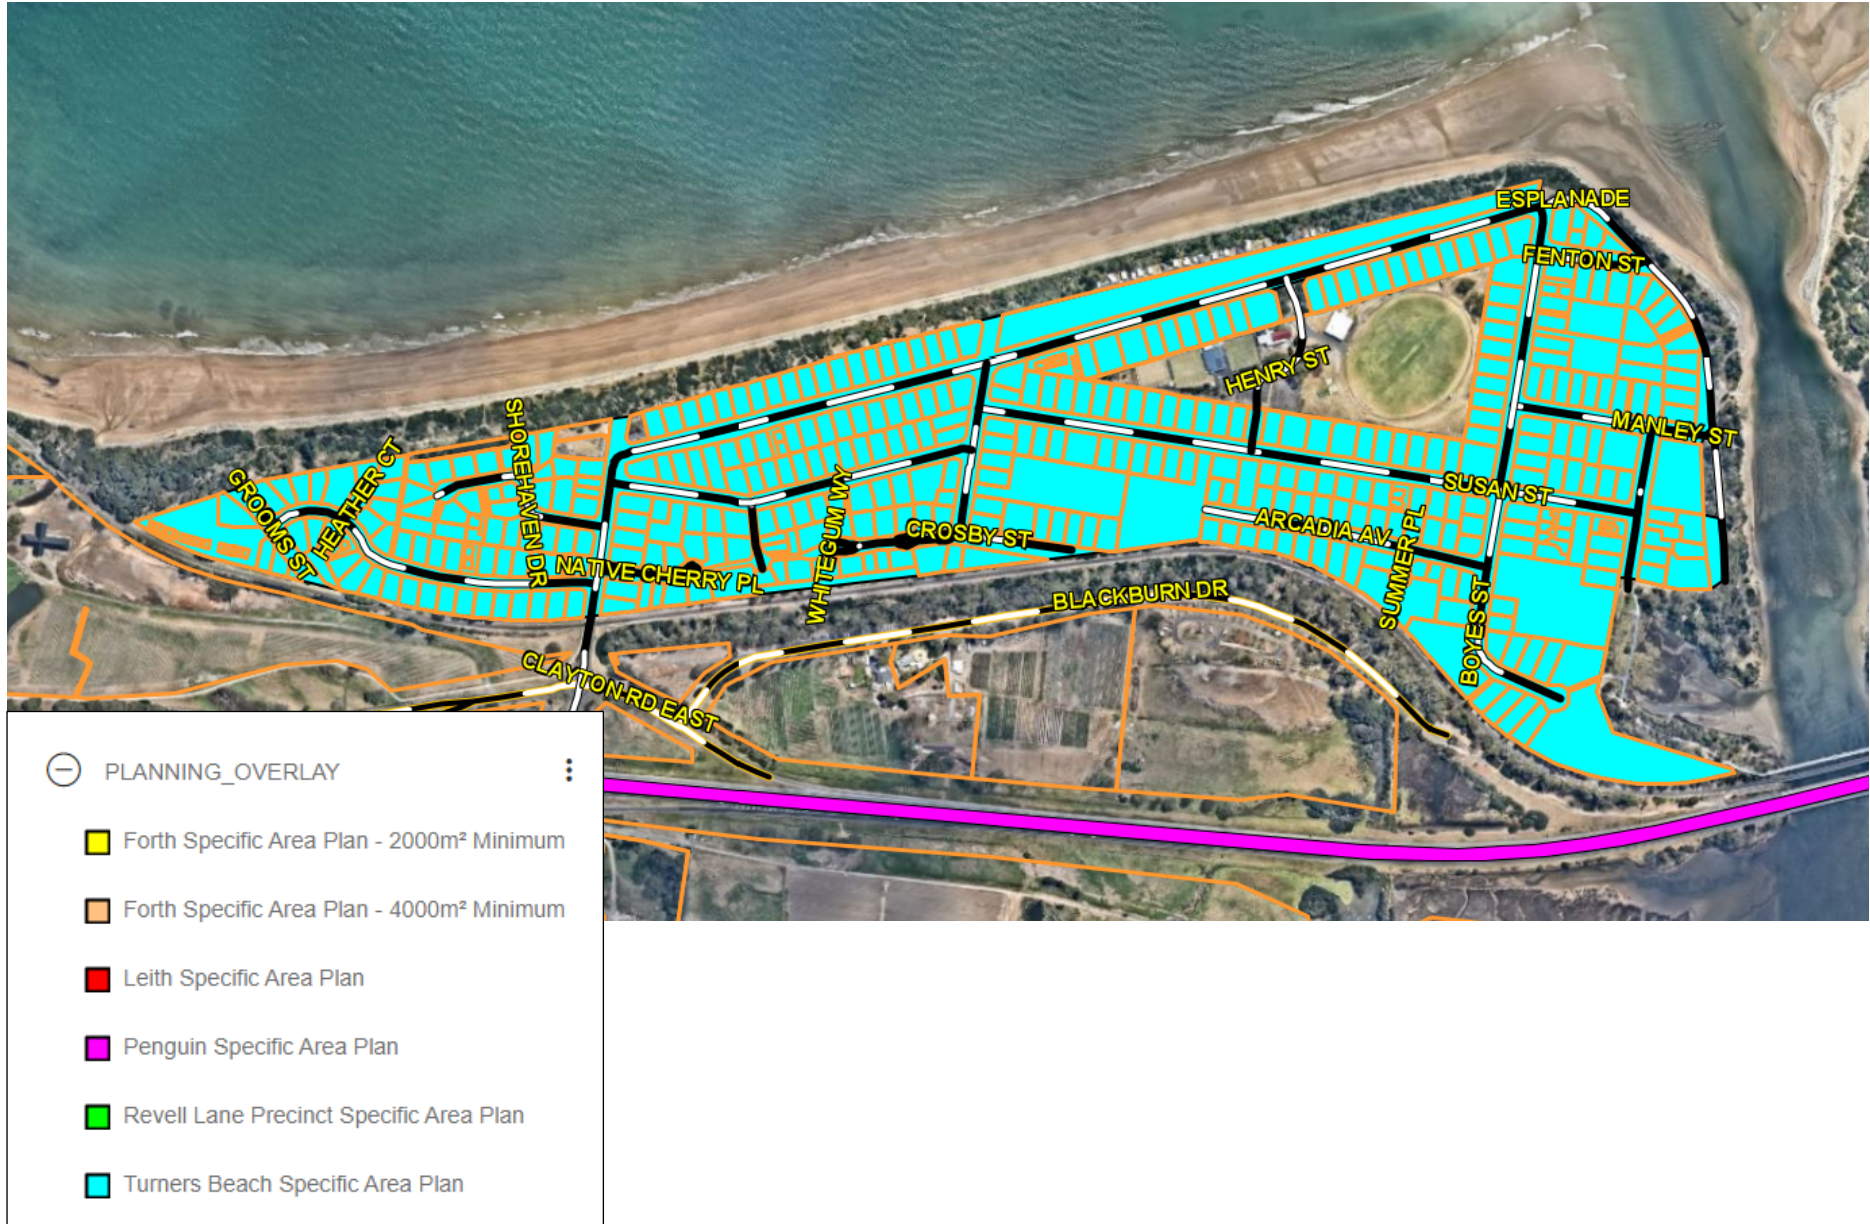 ESPLANADE
FENTON ST
HENRY ST
SHOREHAVEN DR
MANLEY ST
HEATHER CT
GROOMS ST
WHITEGUM WY
SUSAN ST
CROSBY ST
ARCADIA AV
SUMMER PL
NATIVE CHERRY PL
BLACKBURN DR
BOYES ST
CLAYTON RD EAST
PLANNING_OVERLAY
Forth Specific Area Plan - 2000m² Minimum
Forth Specific Area Plan - 4000m² Minimum
Leith Specific Area Plan
Penguin Specific Area Plan
Revell Lane Precinct Specific Area Plan
Turners Beach Specific Area Plan